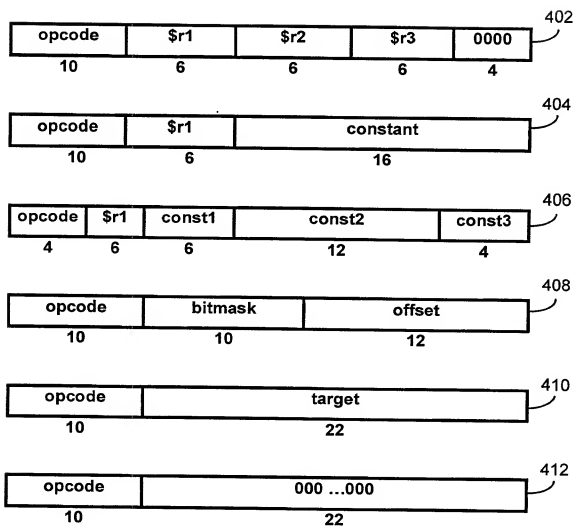 opcode $r1 $r2 $r3 0000 402
10 6 6 6 4
opcode $r1 constant 404
10 6 16
opcode $r1 const1 const2 const3 406
4 6 6 12 4
opcode bitmask offset 408
10 10 12
opcode target 410
10 22
opcode 000 ...000 412
10 22